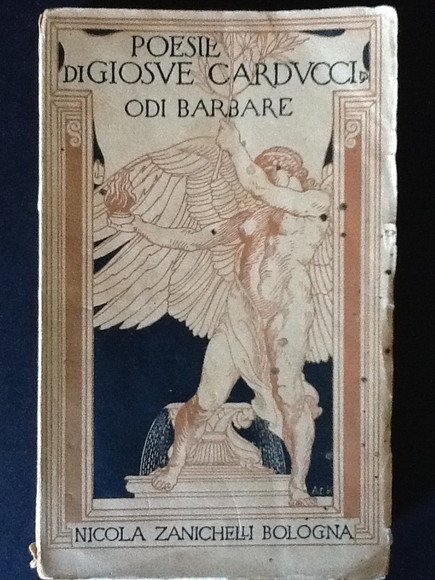 POESIE
DI GIOSVE CARDVCCI
ODI BARBARE
NICOLA ZANICHELLI BOLOGNA